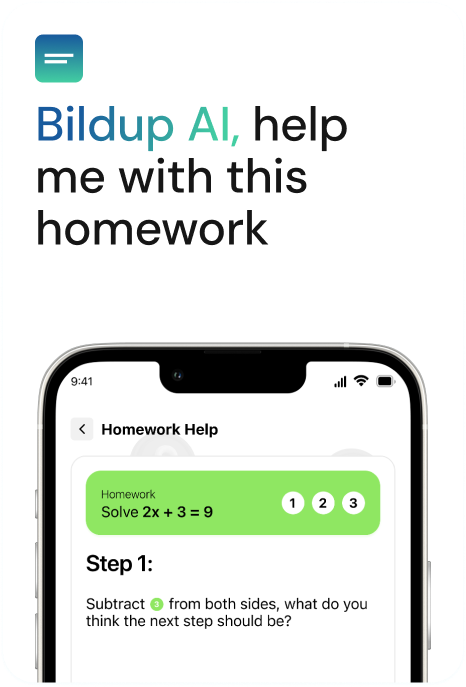 Bildup AI, help
me with this
homework
9:41
Homework Help
Homework
Solve 2x + 3 = 9
1 2 3
Step 1:
Subtract 3 from both sides, what do you
think the next step should be?